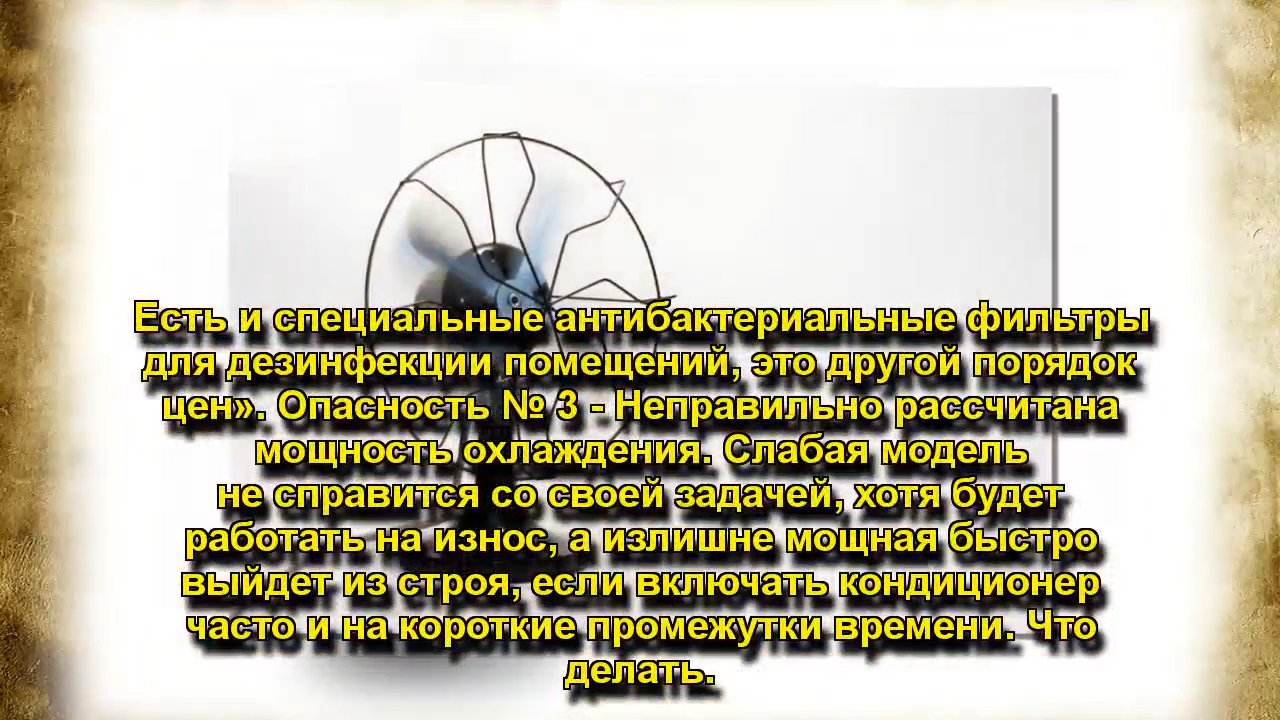 Есть и специальные антибактериальные фильтры
для дезинфекции помещений, это другой порядок
цен». Опасность № 3 - Неправильно рассчитана
мощность охлаждения. Слабая модель
не справится со своей задачей, хотя будет
работать на износ, а излишне мощная быстро
выйдет из строя, если включать кондиционер
часто и на короткие промежутки времени. Что
делать.